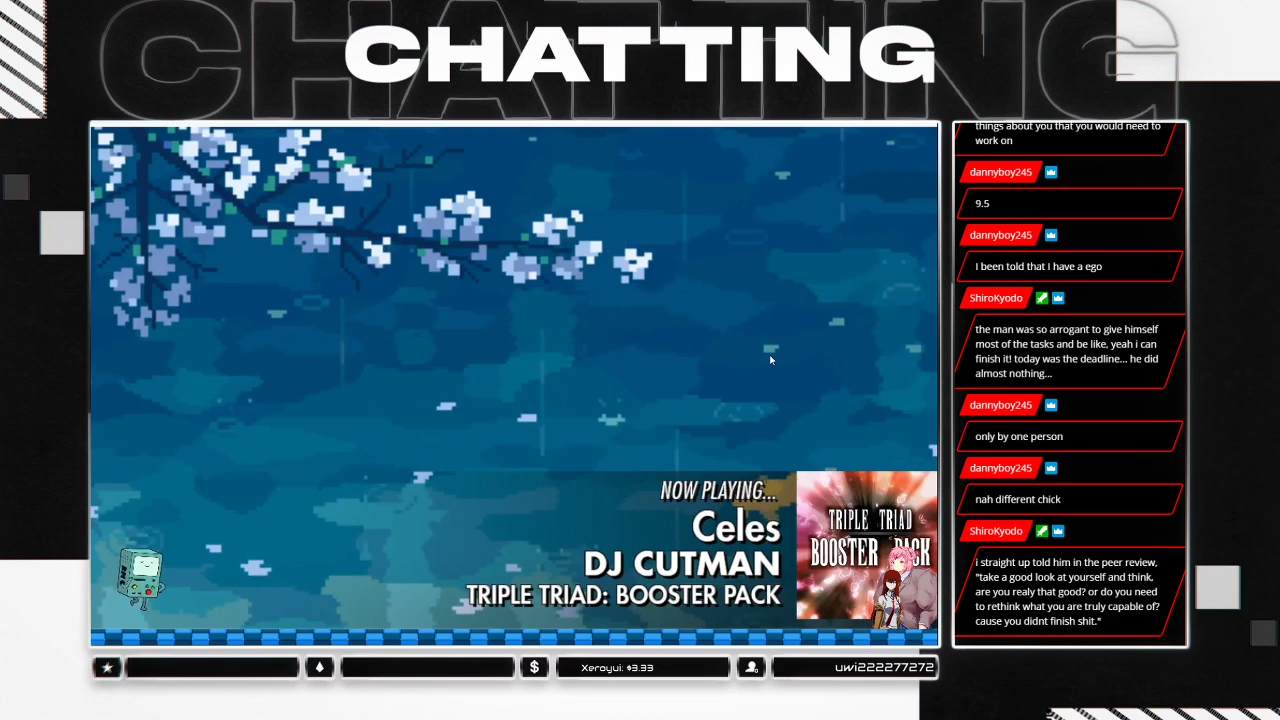 CHATTING
CHATTING
things about you that you would need to
work on
dannyboy245
9.5
dannyboy245
I been told that I have a ego
ShiroKyodo
the man was so arrogant to give himself
most of the tasks and be like, yeah i can
finish it! today was the deadline... he did
almost nothing...
dannyboy245
only by one person
dannyboy245
nah different chick
ShiroKyodo
i straight up told him in the peer review,
"take a good look at yourself and think,
are you realy that good? or do you need
to rethink what you are truly capable of?
cause you didnt finish shit."
NOW PLAYING...
Celes
DJ CUTMAN
TRIPLE TRIAD: BOOSTER PACK
TRIPLE TRIAD
BOOSTER PACK
$
Xeroyui: $3.33
uwi222277272